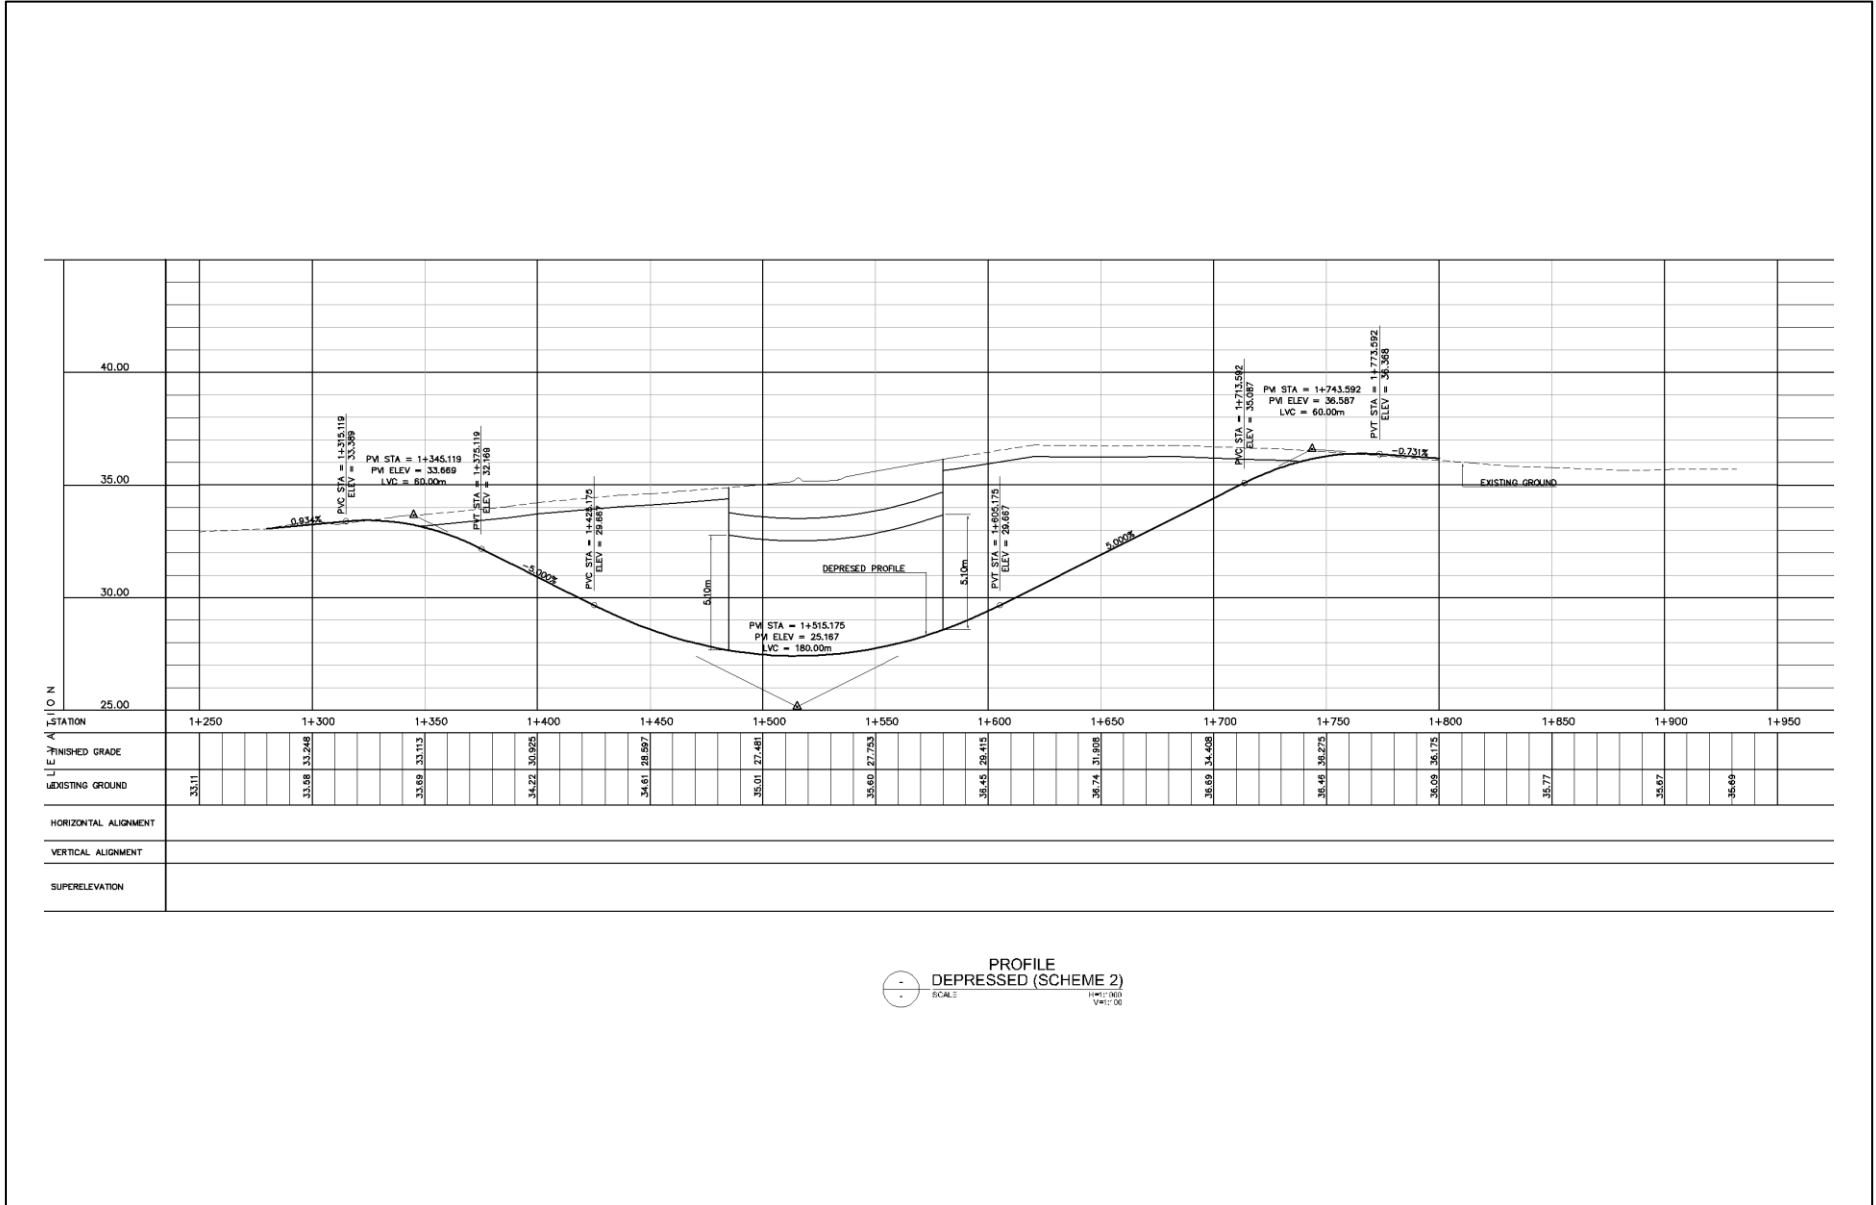 40.00
35.00
30.00
25.00
ELEVATION
PVC STA = 1+315.119
ELEV = 33.389
PVI STA = 1+345.119
PVI ELEV = 33.669
LVC = 60.00m
PVT STA = 1+375.119
ELEV = 32.169
PVC STA = 1+425.175
ELEV = 29.667
PVI STA = 1+515.175
PVI ELEV = 25.167
LVC = 180.00m
PVT STA = 1+605.175
ELEV = 29.667
PVC STA = 1+713.592
ELEV = 35.087
PVI STA = 1+743.592
PVI ELEV = 36.587
LVC = 60.00m
PVT STA = 1+773.592
ELEV = 36.368
0.934%
-5.000%
5.000%
-0.731%
5.10m
5.10m
DEPRESED PROFILE
EXISTING GROUND
STATION 1+250 1+300 1+350 1+400 1+450 1+500 1+550 1+600 1+650 1+700 1+750 1+800 1+850 1+900 1+950
FINISHED GRADE 33.248 33.113 30.925 28.597 27.481 27.753 29.415 31.908 34.408 36.275 36.175
EXISTING GROUND 33.11 33.58 33.69 34.22 34.61 35.01 35.60 36.45 36.74 36.69 36.46 36.09 35.77 35.67 35.69
HORIZONTAL ALIGNMENT
VERTICAL ALIGNMENT
SUPERELEVATION
PROFILE
DEPRESSED (SCHEME 2)
SCALE